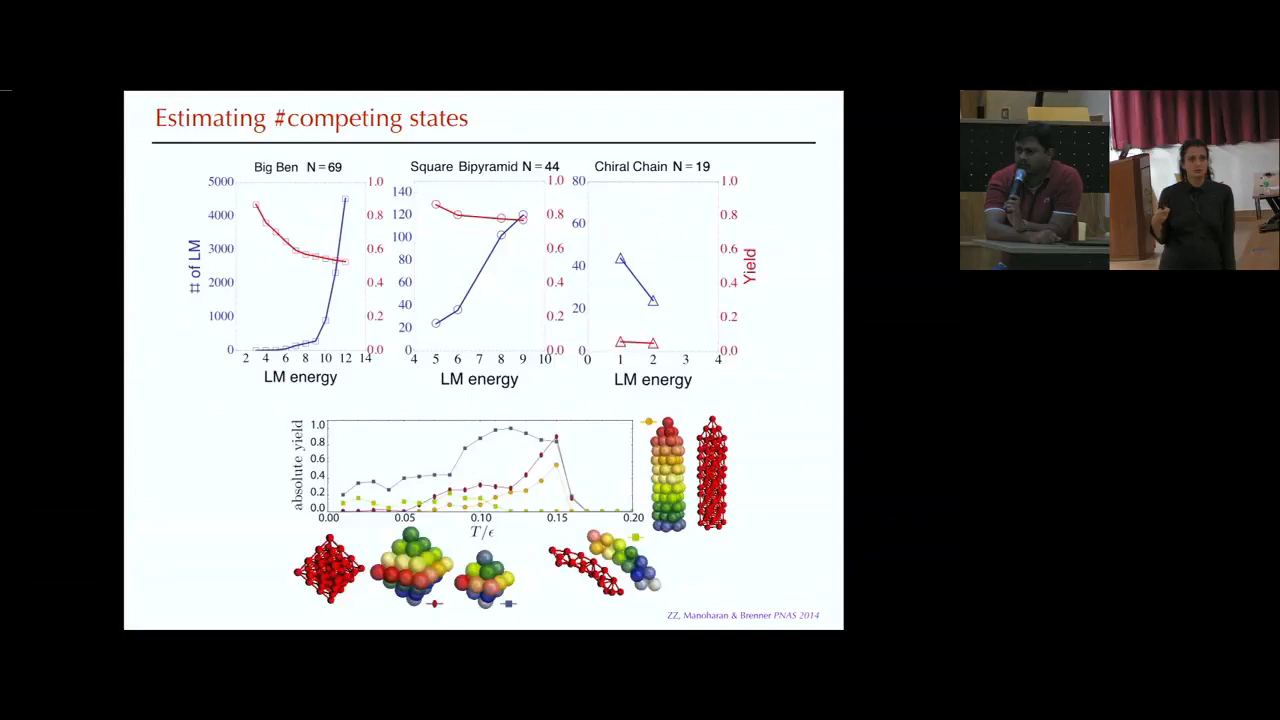 Estimating #competing states
Big Ben N = 69
Square Bipyramid N = 44
Chiral Chain N = 19
5000
4000
3000
2000
1000
0
# of LM
1.0
0.8
0.6
0.4
0.2
0.0
2 4 6 8 10 12 14
LM energy
140
120
100
80
60
40
20
0
1.0
0.8
0.6
0.4
0.2
0.0
4 5 6 7 8 9 10
LM energy
80
60
40
20
0
1.0
0.8
0.6
0.4
0.2
0.0
Yield
0 1 2 3 4
LM energy
absolute yield
1.0
0.8
0.6
0.4
0.2
0.0
0.00 0.05 0.10 0.15 0.20
T/ϵ
ZZ, Manoharan & Brenner PNAS 2014